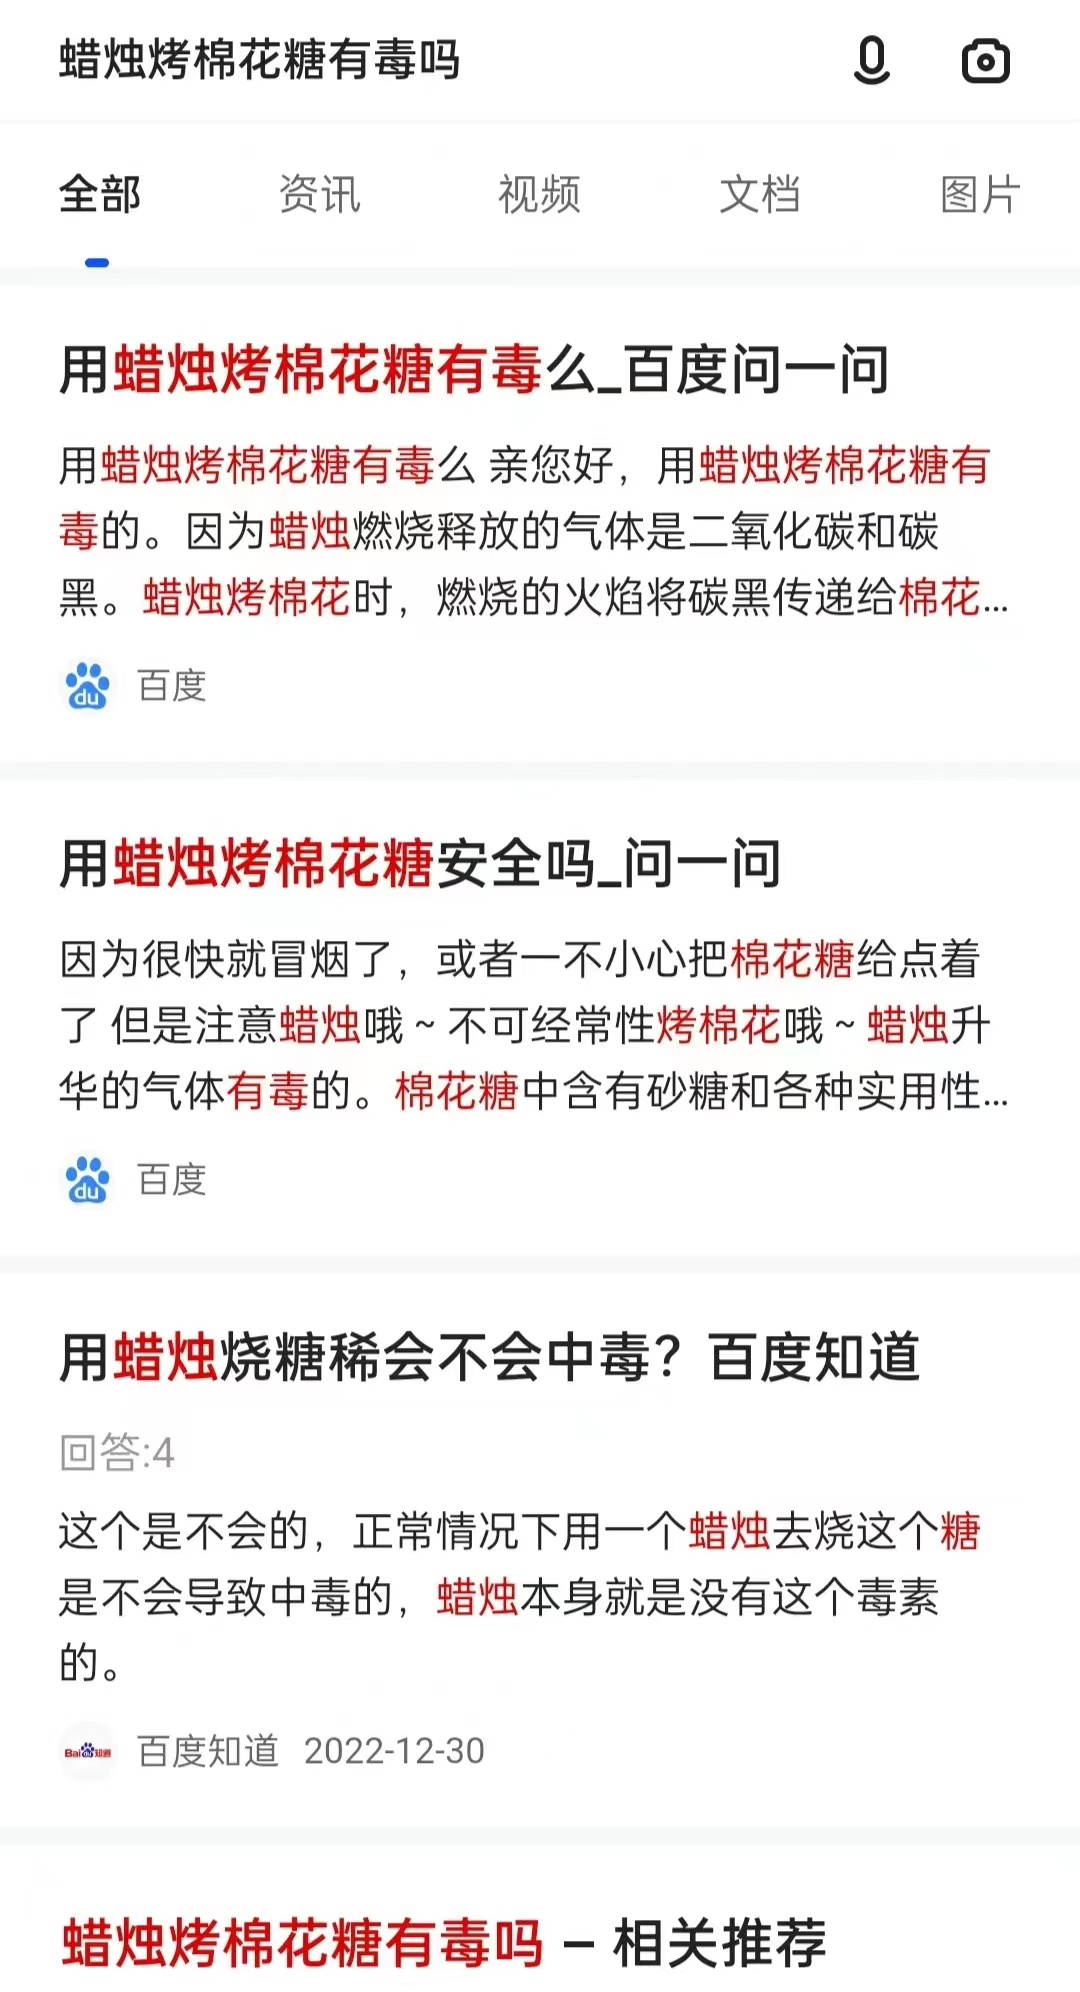 蜡烛烤棉花糖有毒吗
全部 资讯 视频 文档 图片
用蜡烛烤棉花糖有毒么_百度问一问
用蜡烛烤棉花糖有毒么 亲您好，用蜡烛烤棉花糖有
毒的。因为蜡烛燃烧释放的气体是二氧化碳和碳
黑。蜡烛烤棉花时，燃烧的火焰将碳黑传递给棉花...
du 百度
用蜡烛烤棉花糖安全吗_问一问
因为很快就冒烟了，或者一不小心把棉花糖给点着
了 但是注意蜡烛哦 ~ 不可经常性烤棉花哦 ~ 蜡烛升
华的气体有毒的。棉花糖中含有砂糖和各种实用性...
du 百度
用蜡烛烧糖稀会不会中毒？百度知道
回答:4
这个是不会的，正常情况下用一个蜡烛去烧这个糖
是不会导致中毒的，蜡烛本身就是没有这个毒素
的。
Bai知道 百度知道 2022-12-30
蜡烛烤棉花糖有毒吗 – 相关推荐